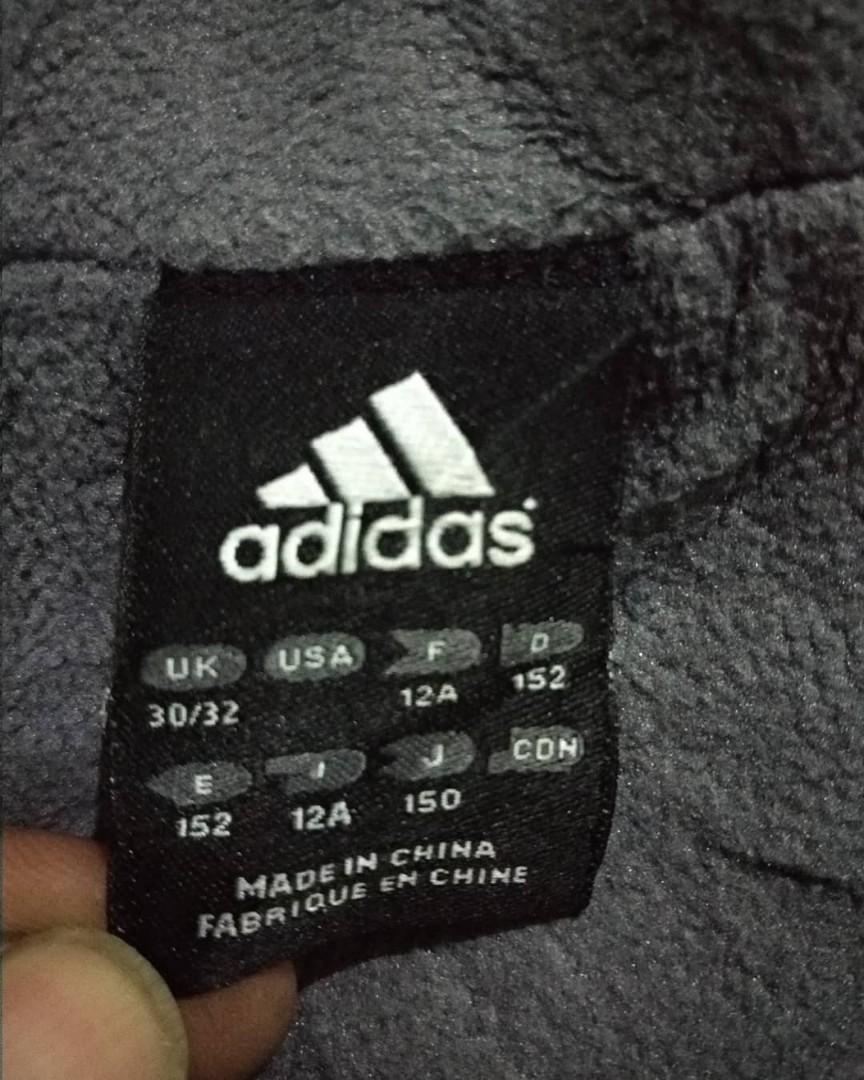 adidas
UK USA F D
30/32 12A 152
E I J CDN
152 12A 150
MADE IN CHINA
FABRIQUE EN CHINE